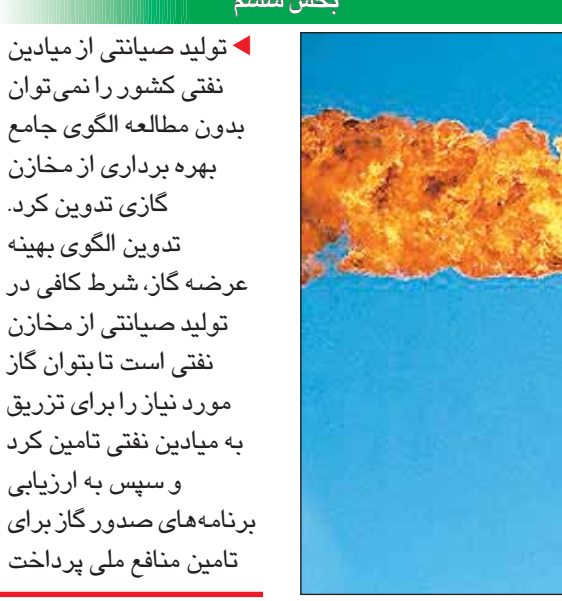 بخش ششم
تولید صیانتی از میادین
نفتی کشور را نمی‌توان
بدون مطالعه الگوی جامع
بهره برداری از مخازن
گازی تدوین کرد.
تدوین الگوی بهینه
عرضه گاز، شرط کافی در
تولید صیانتی از مخازن
نفتی است تا بتوان گاز
مورد نیاز را برای تزریق
به میادین نفتی تامین کرد
و سپس به ارزیابی
برنامه‌های صدور گاز برای
تامین منافع ملی پرداخت